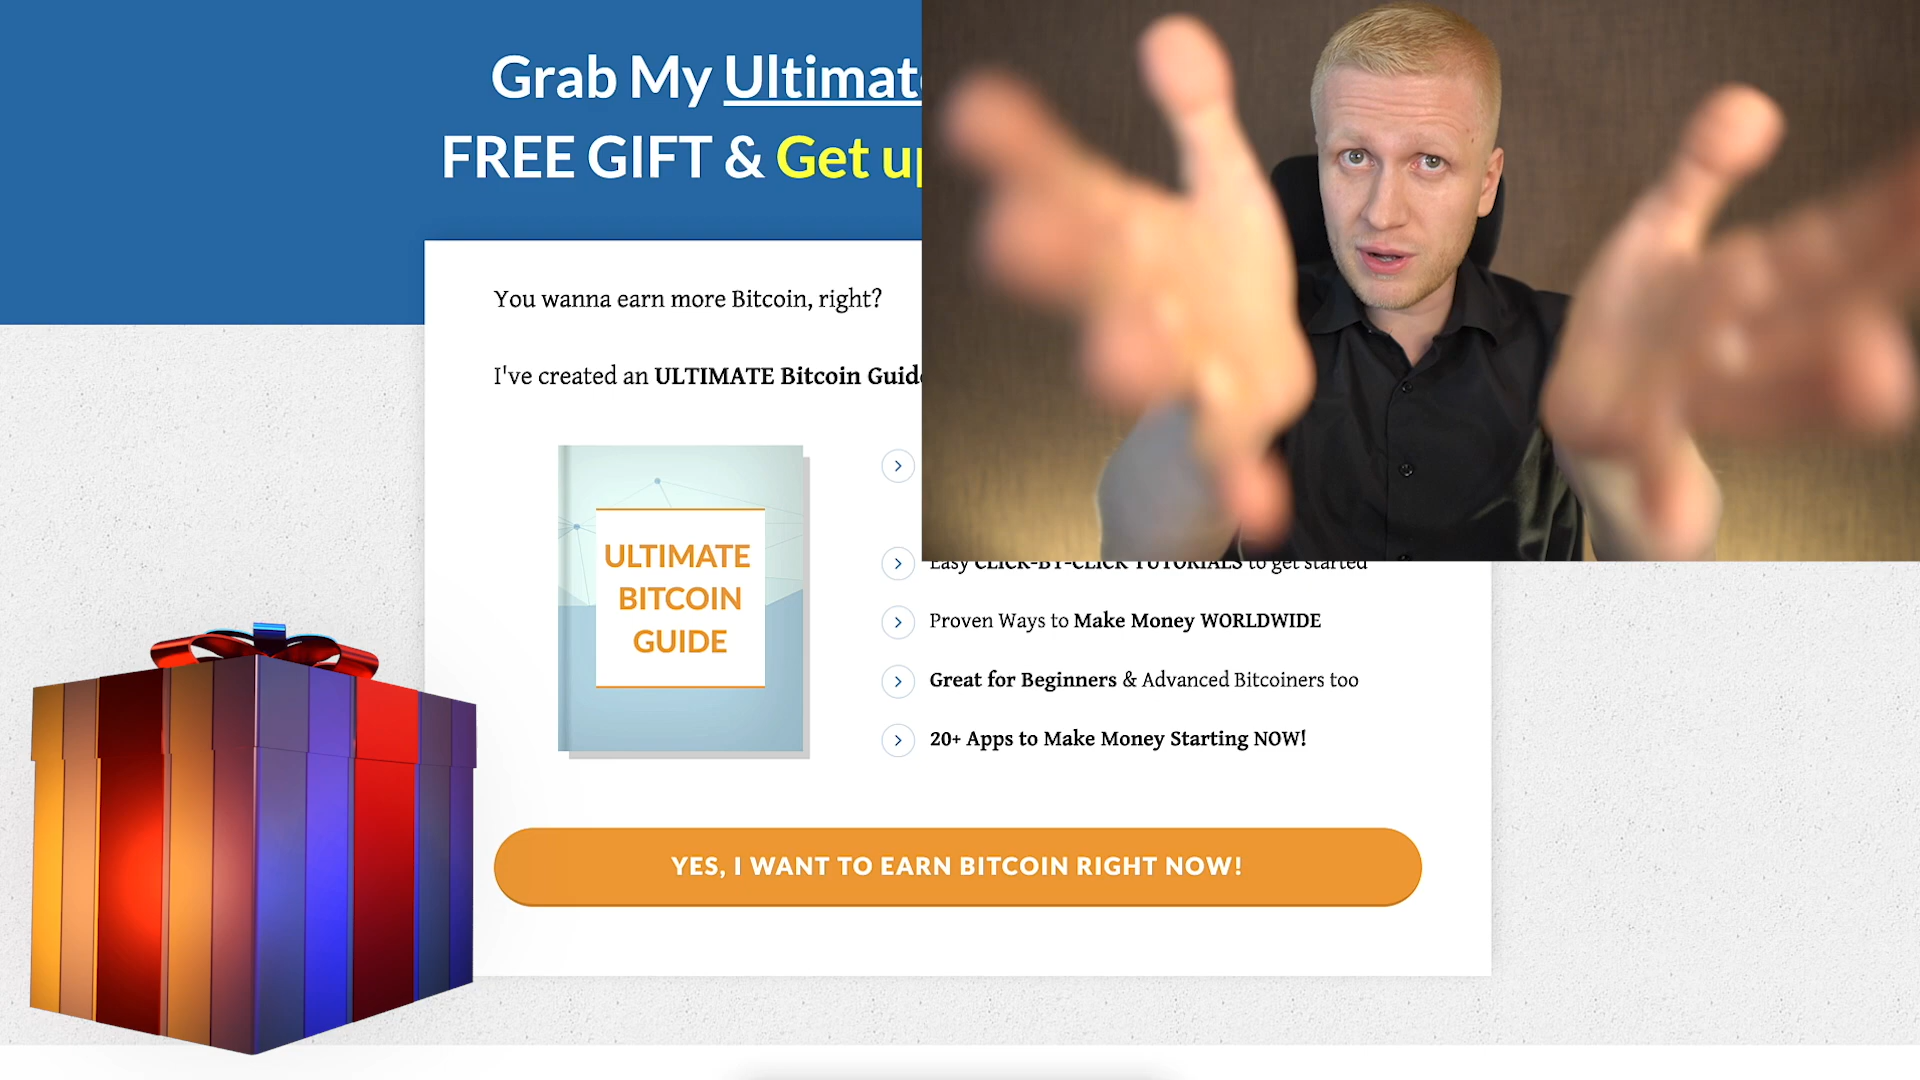 Grab My Ultimate
FREE GIFT & Get up
You wanna earn more Bitcoin, right?
I've created an ULTIMATE Bitcoin Guide
ULTIMATE
BITCOIN
GUIDE
Easy CLICK-BY-CLICK TUTORIALS to get started
Proven Ways to Make Money WORLDWIDE
Great for Beginners & Advanced Bitcoiners too
20+ Apps to Make Money Starting NOW!
YES, I WANT TO EARN BITCOIN RIGHT NOW!